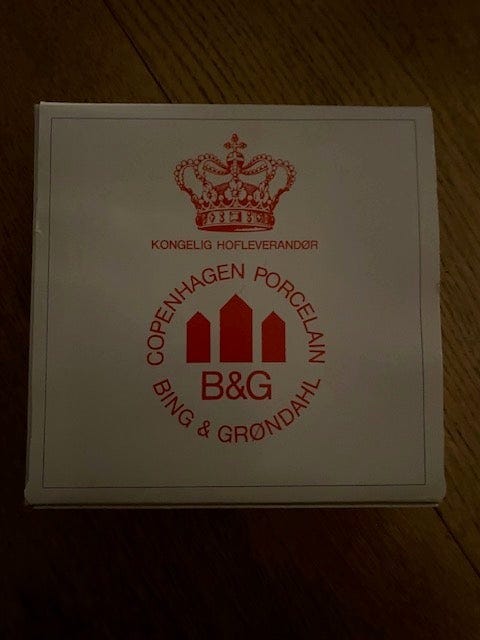 KONGELIG HOFLEVERANDØR
COPENHAGEN PORCELAIN
B&G
BING & GRØNDAHL